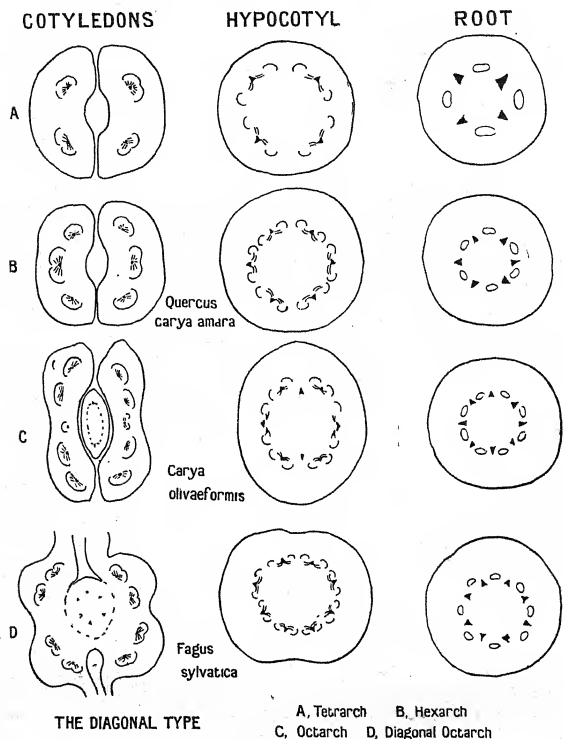 COTYLEDONS HYPOCOTYL ROOT
A
B
Quercus
carya amara
C
Carya
olivaeformis
D
Fagus
sylvatica
THE DIAGONAL TYPE
A, Tetrarch B, Hexarch
C, Octarch D, Diagonal Octarch